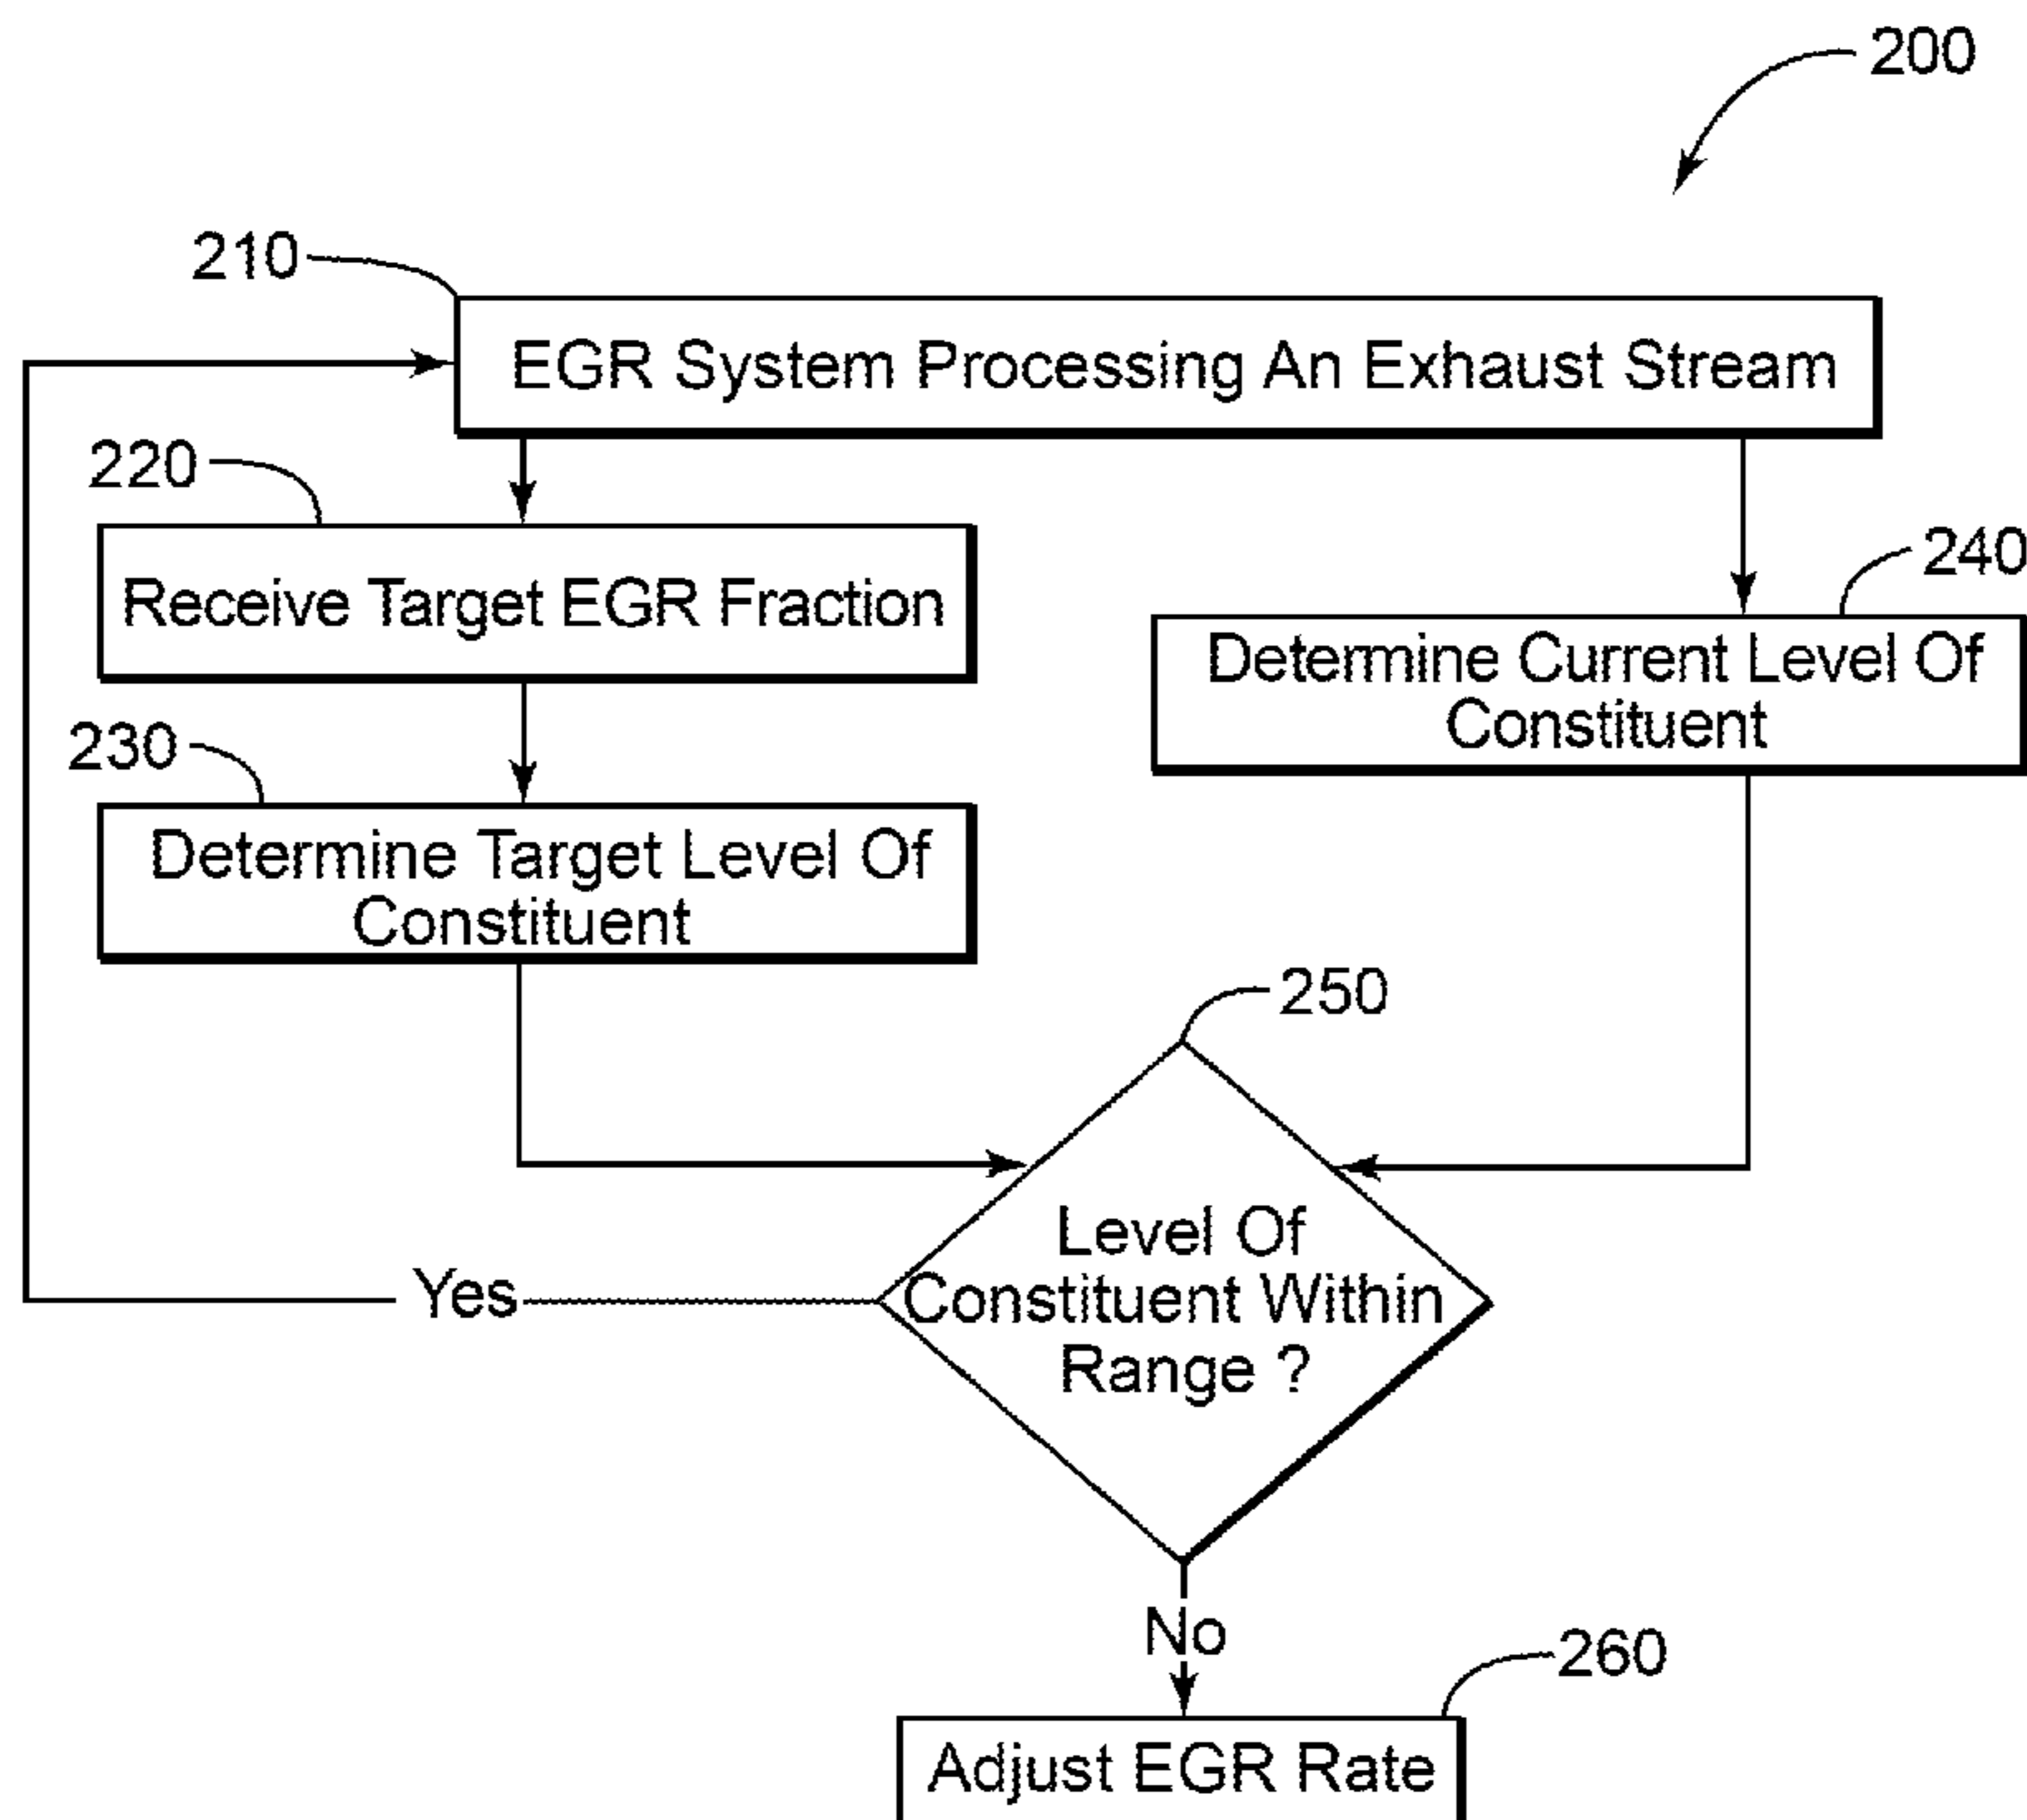 200
210
EGR System Processing An Exhaust Stream
220
Receive Target EGR Fraction
240
Determine Current Level Of
Constituent
230
Determine Target Level Of
Constituent
250
Level Of
Constituent Within
Range ?
Yes
No
260
Adjust EGR Rate